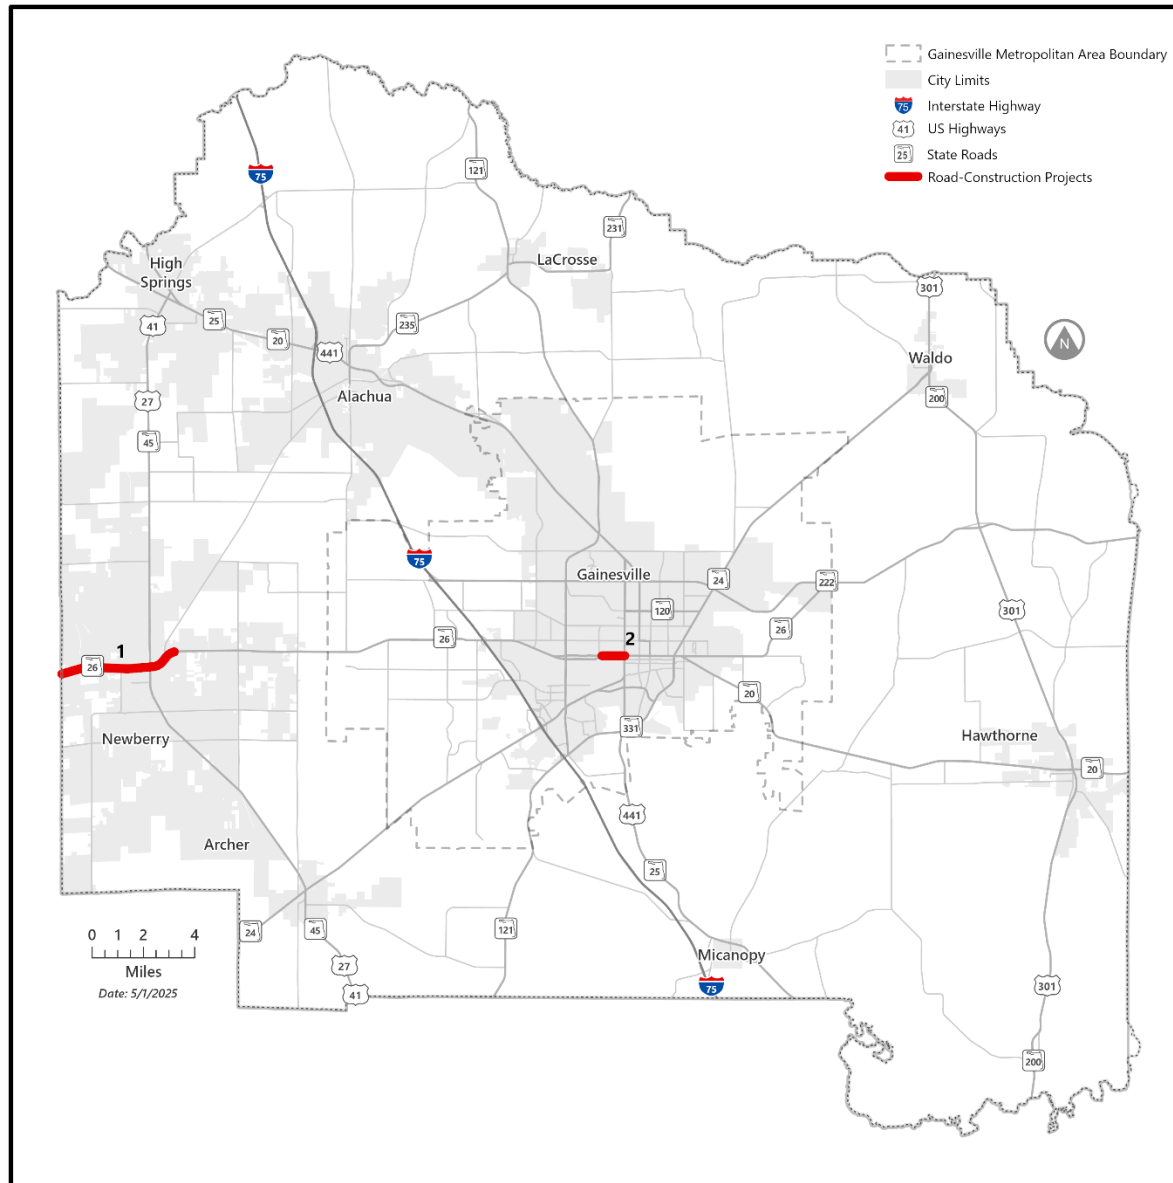 Gainesville Metropolitan Area Boundary
City Limits
75 Interstate Highway
41 US Highways
25 State Roads
Road-Construction Projects
75
121
231
LaCrosse
High
Springs
301
41
25
235
20
441
N
Waldo
Alachua
200
27
45
75
Gainesville
24
222
120
301
26
26
1
2
26
20
331
Newberry
Hawthorne
20
441
Archer
25
24
45
121
0 1 2 4
Miles
Date: 5/1/2025
Micanopy
27
75
41
301
200